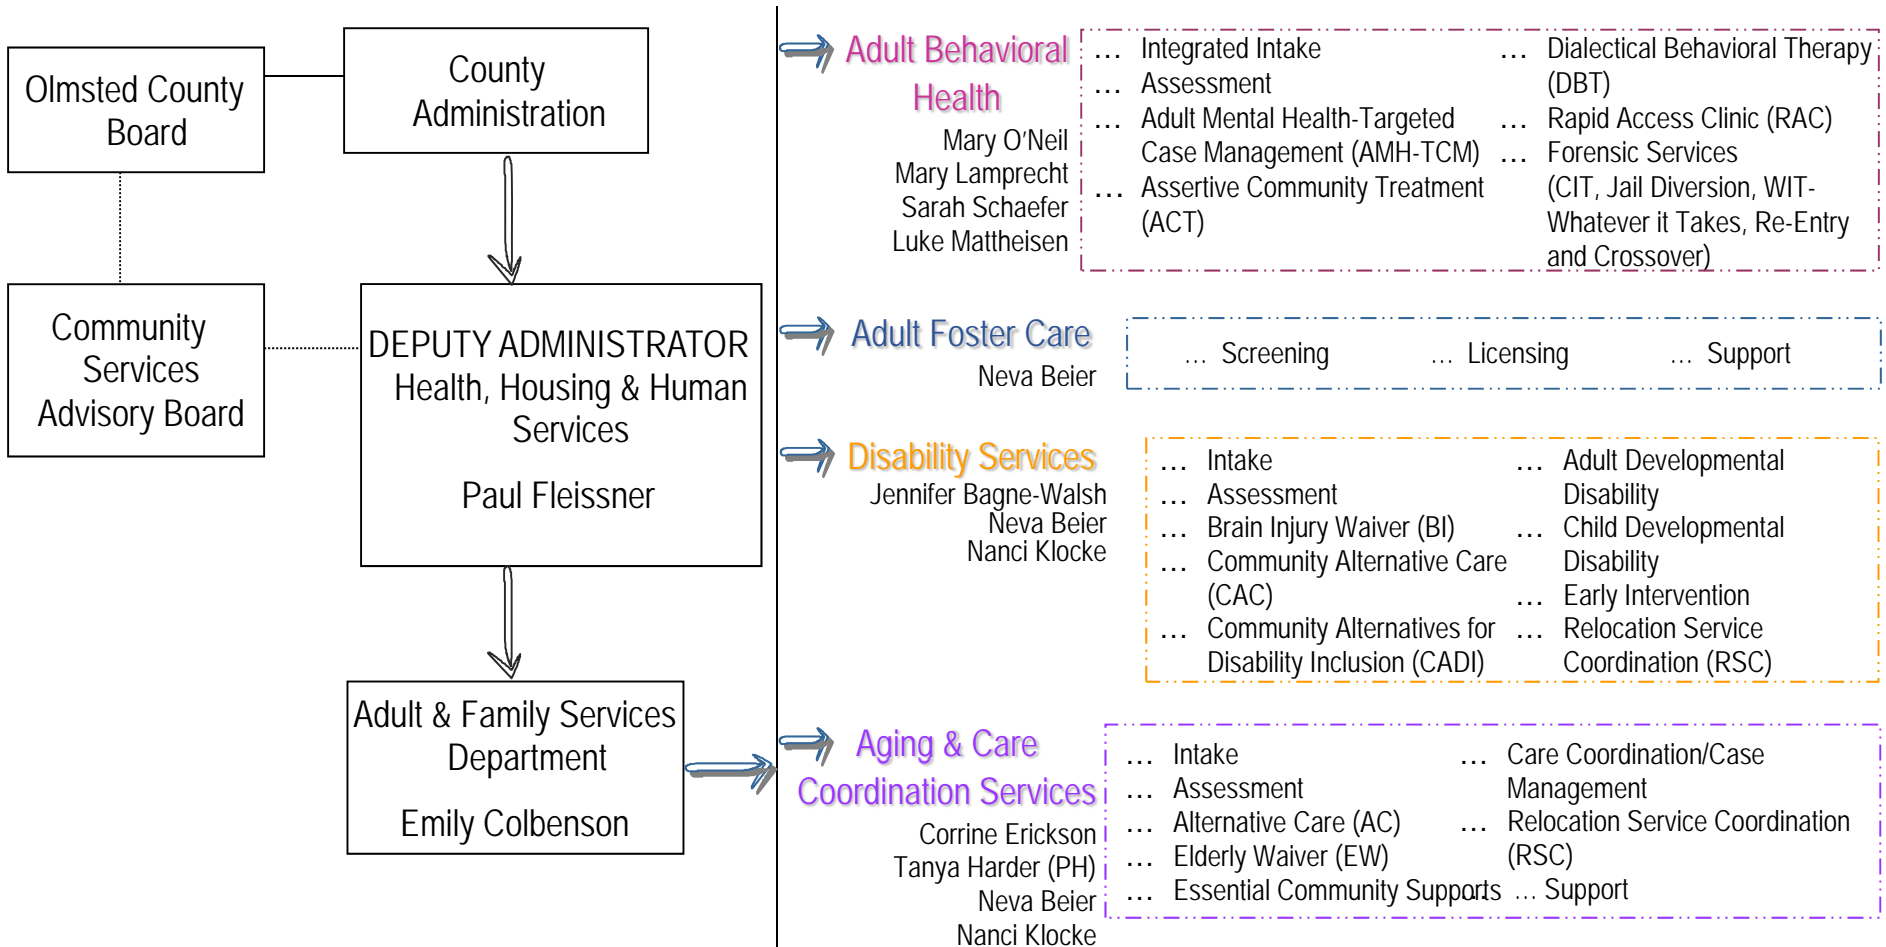 Olmsted County
Board
County
Administration
Community
Services
Advisory Board
DEPUTY ADMINISTRATOR
Health, Housing & Human
Services
Paul Fleissner
Adult & Family Services
Department
Emily Colbenson
Adult Behavioral
Health
Mary O’Neil
Mary Lamprecht
Sarah Schaefer
Luke Mattheisen
… Integrated Intake
… Assessment
… Adult Mental Health-Targeted
Case Management (AMH-TCM)
… Assertive Community Treatment
(ACT)
… Dialectical Behavioral Therapy
(DBT)
… Rapid Access Clinic (RAC)
… Forensic Services
(CIT, Jail Diversion, WIT-
Whatever it Takes, Re-Entry
and Crossover)
Adult Foster Care
Neva Beier
… Screening … Licensing … Support
Disability Services
Jennifer Bagne-Walsh
Neva Beier
Nanci Klocke
… Intake
… Assessment
… Brain Injury Waiver (BI)
… Community Alternative Care
(CAC)
… Community Alternatives for
Disability Inclusion (CADI)
… Adult Developmental
Disability
… Child Developmental
Disability
… Early Intervention
… Relocation Service
Coordination (RSC)
Aging & Care
Coordination Services
Corrine Erickson
Tanya Harder (PH)
Neva Beier
Nanci Klocke
… Intake
… Assessment
… Alternative Care (AC)
… Elderly Waiver (EW)
… Essential Community Supports
… Care Coordination/Case
Management
… Relocation Service Coordination
(RSC)
… … Support